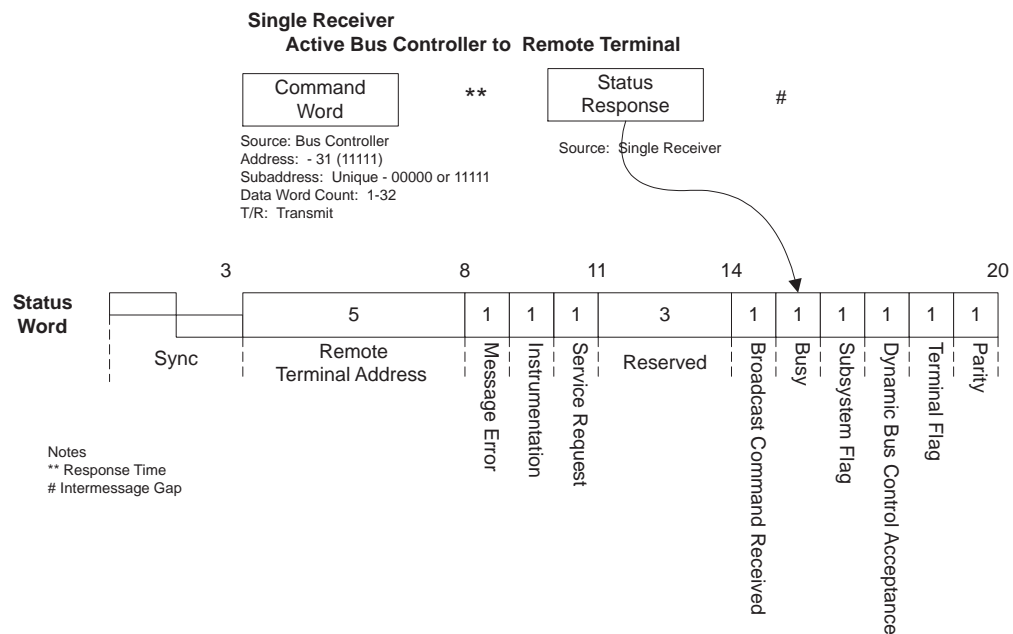 Single Receiver
Active Bus Controller to Remote Terminal
Command
Word
**
Status
Response
#
Source: Bus Controller
Address: - 31 (11111)
Subaddress: Unique - 00000 or 11111
Data Word Count: 1-32
T/R: Transmit
Source: Single Receiver
3
8
11
14
20
Status
Word
5
1
1
1
3
1
1
1
1
1
1
Sync
Remote
Terminal Address
Message Error
Instrumentation
Service Request
Reserved
Broadcast Command Received
Busy
Subsystem Flag
Dynamic Bus Control Acceptance
Terminal Flag
Parity
Notes
** Response Time
# Intermessage Gap